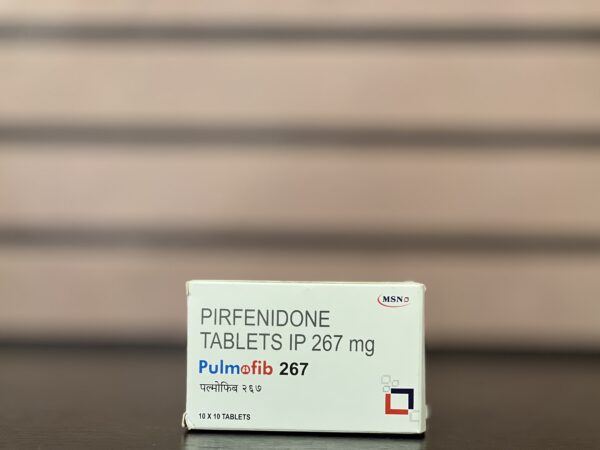 MSN
PIRFENIDONE
TABLETS IP 267 mg
Pulmofib 267
पल्मोफिब २६७
10 X 10 TABLETS